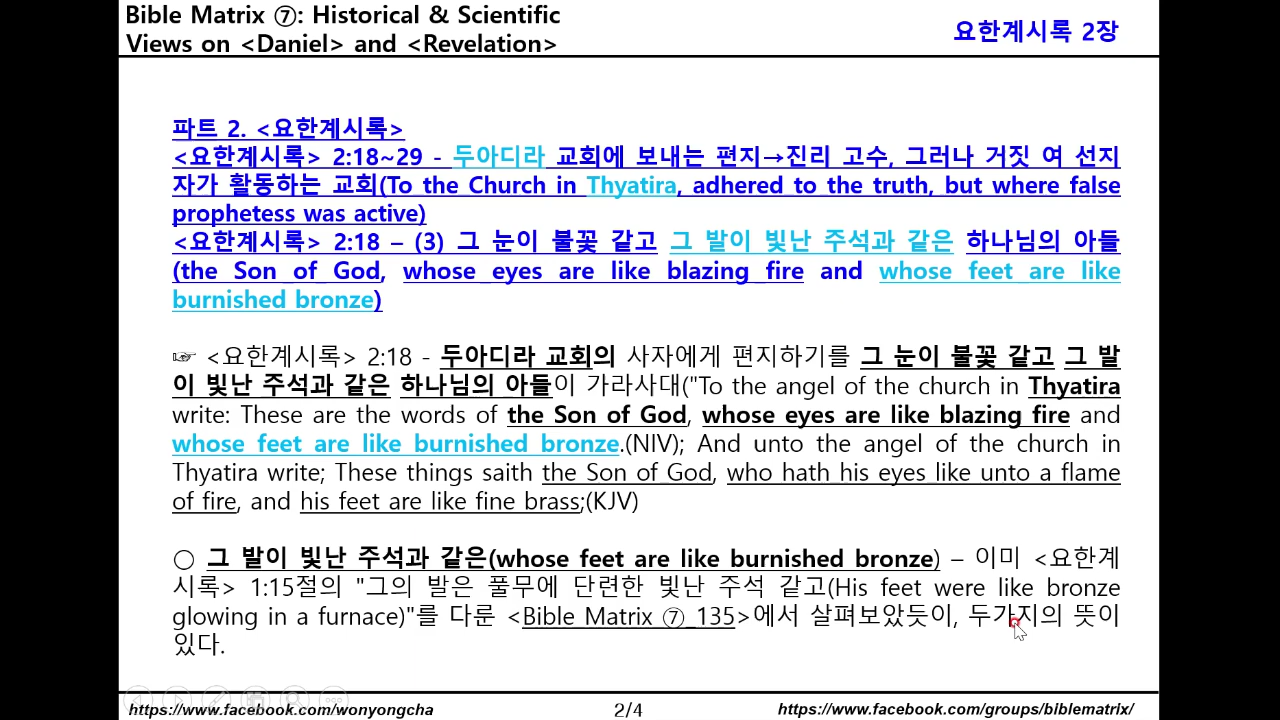 Bible Matrix ⑦: Historical & Scientific
Views on <Daniel> and <Revelation>
요한계시록 2장
파트 2. <요한계시록>
<요한계시록> 2:18~29 - 두아디라 교회에 보내는 편지→진리 고수, 그러나 거짓 여 선지
자가 활동하는 교회(To the Church in Thyatira, adhered to the truth, but where false
prophetess was active)
<요한계시록> 2:18 – (3) 그 눈이 불꽃 같고 그 발이 빛난 주석과 같은 하나님의 아들
(the Son of God, whose eyes are like blazing fire and whose feet are like
burnished bronze)
☞ <요한계시록> 2:18 - 두아디라 교회의 사자에게 편지하기를 그 눈이 불꽃 같고 그 발
이 빛난 주석과 같은 하나님의 아들이 가라사대("To the angel of the church in Thyatira
write: These are the words of the Son of God, whose eyes are like blazing fire and
whose feet are like burnished bronze.(NIV); And unto the angel of the church in
Thyatira write; These things saith the Son of God, who hath his eyes like unto a flame
of fire, and his feet are like fine brass;(KJV)
○ 그 발이 빛난 주석과 같은(whose feet are like burnished bronze) – 이미 <요한계
시록> 1:15절의 "그의 발은 풀무에 단련한 빛난 주석 같고(His feet were like bronze
glowing in a furnace)"를 다룬 <Bible Matrix ⑦_135>에서 살펴보았듯이, 두가지의 뜻이
있다.
https://www.facebook.com/wonyongcha
2/4
https://www.facebook.com/groups/biblematrix/